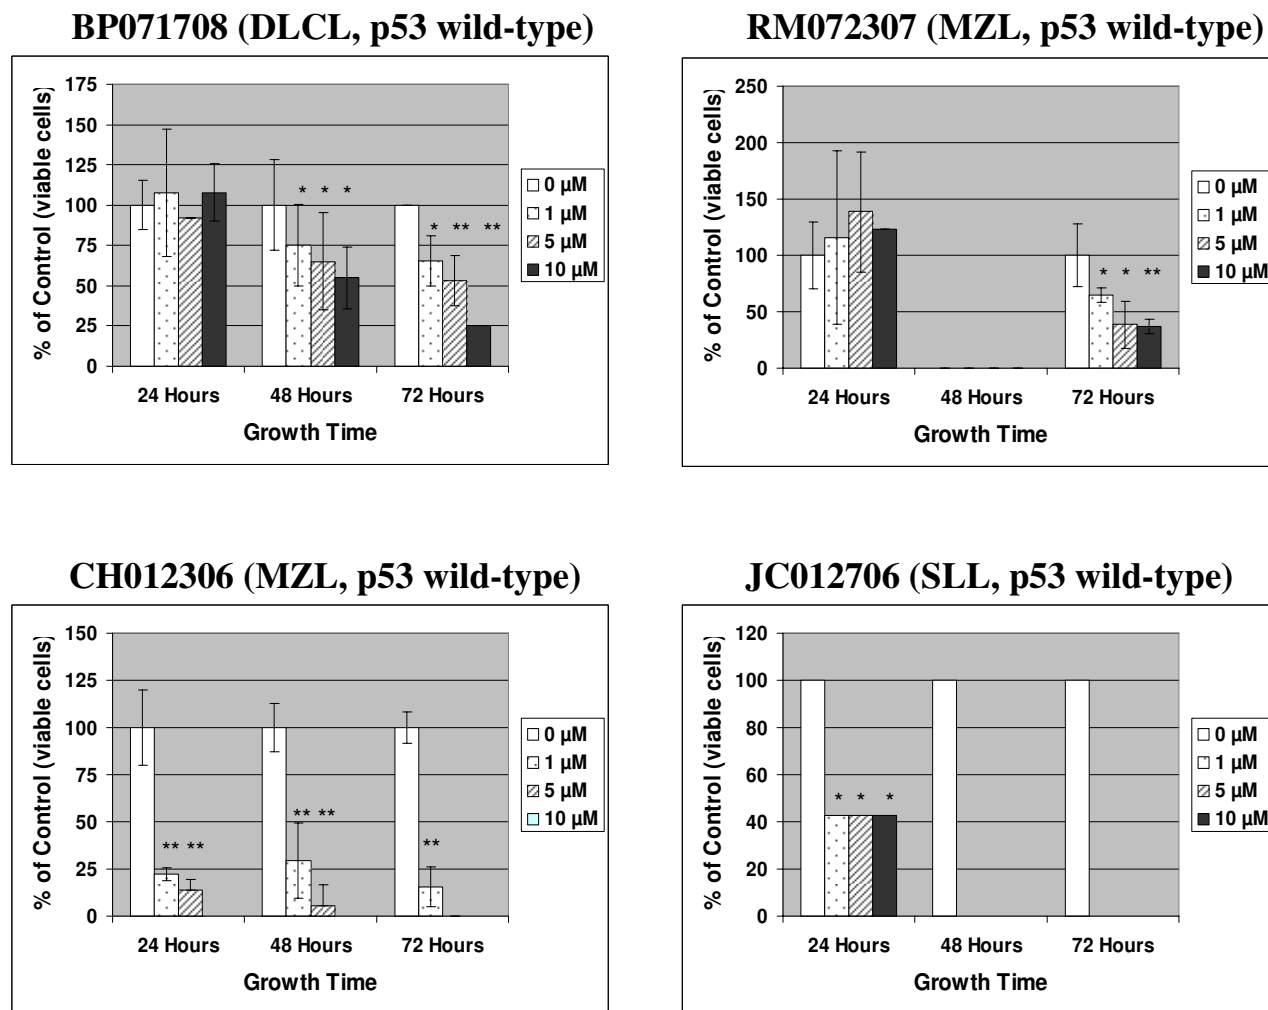 BP071708 (DLCL, p53 wild-type)
% of Control (viable cells)
175
150
125
100
75
50
25
0
* * *
* ** **
24 Hours 48 Hours 72 Hours
Growth Time
0 µM
1 µM
5 µM
10 µM
RM072307 (MZL, p53 wild-type)
% of Control (viable cells)
250
200
150
100
50
0
* * **
24 Hours 48 Hours 72 Hours
Growth Time
0 µM
1 µM
5 µM
10 µM
CH012306 (MZL, p53 wild-type)
% of Control (viable cells)
150
125
100
75
50
25
0
** **
** **
**
24 Hours 48 Hours 72 Hours
Growth Time
0 µM
1 µM
5 µM
10 µM
JC012706 (SLL, p53 wild-type)
% of Control (viable cells)
120
100
80
60
40
20
0
* * *
24 Hours 48 Hours 72 Hours
Growth Time
0 µM
1 µM
5 µM
10 µM